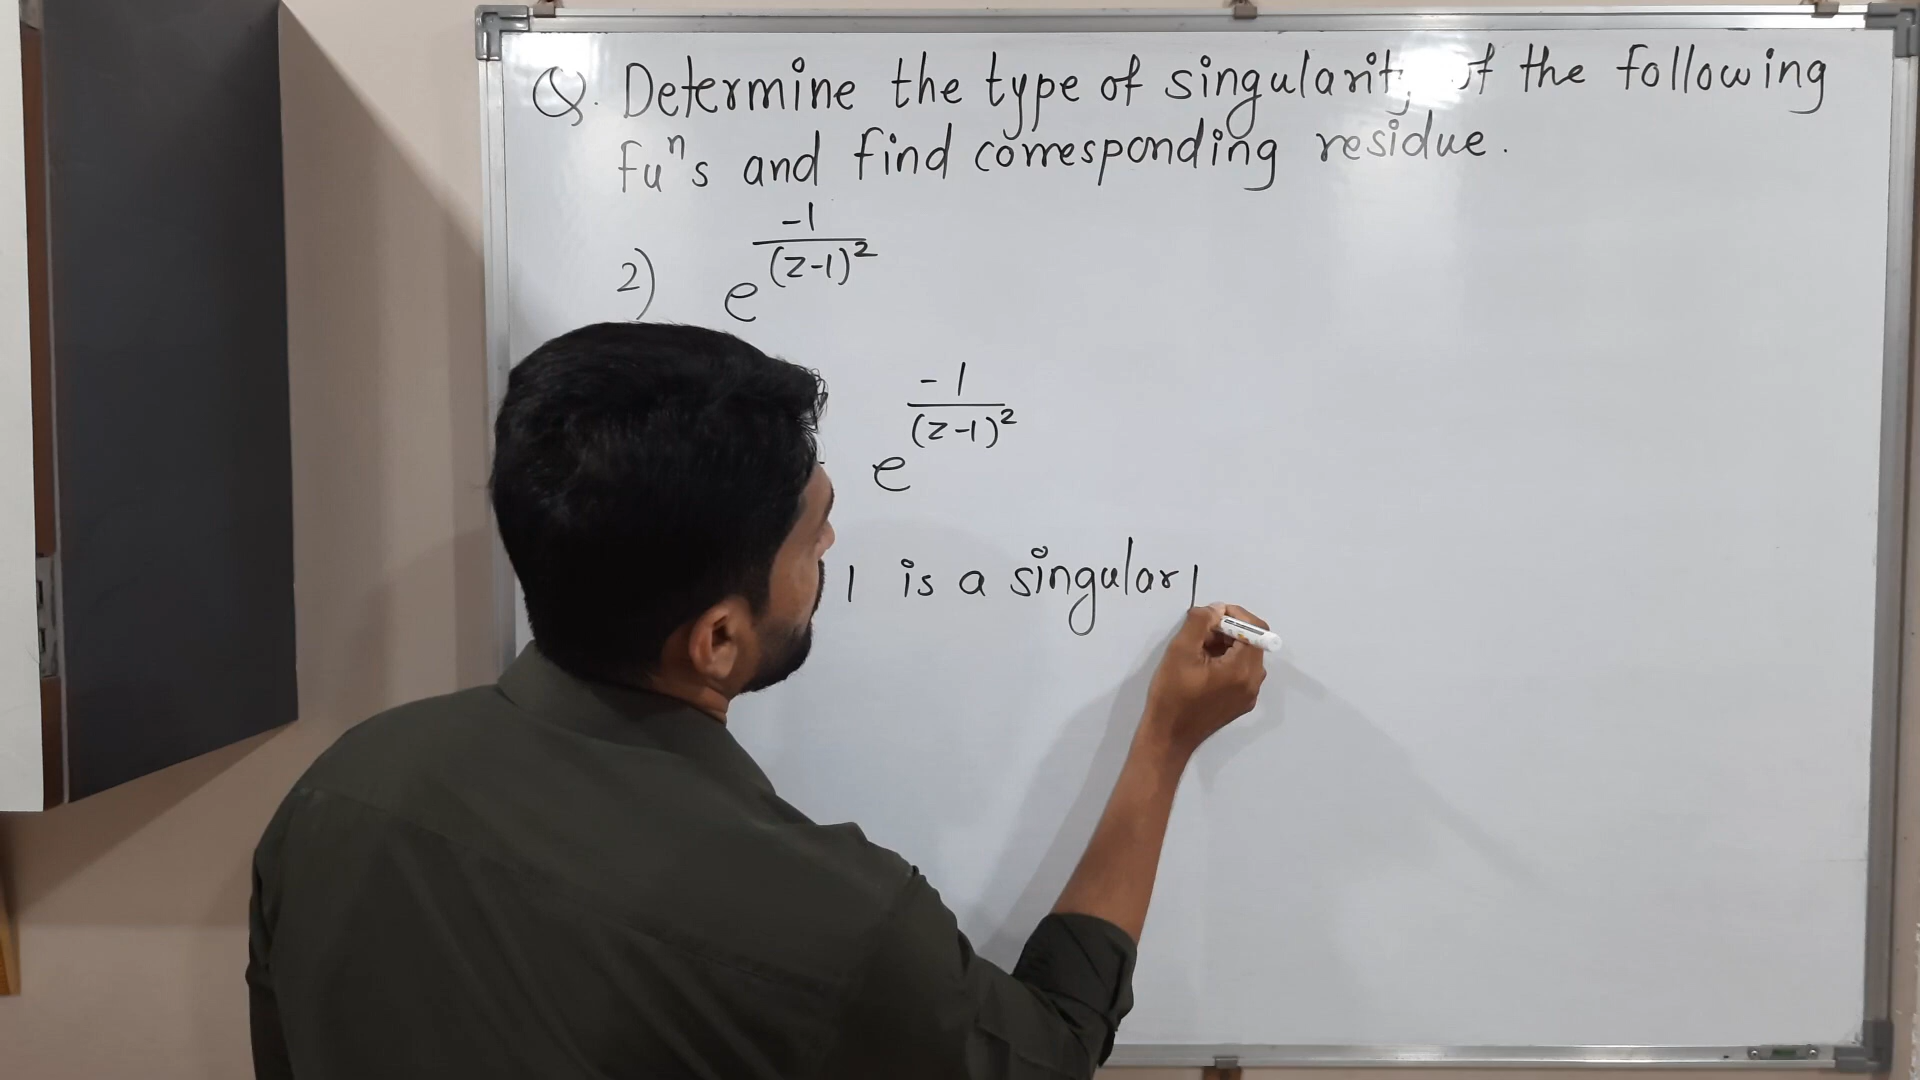 Q. Determine the type of singularity of the following
fuⁿs and find corresponding residue.
2) e^(-1/(z-1)²)
e^(-1/(z-1)²)
1 is a singular